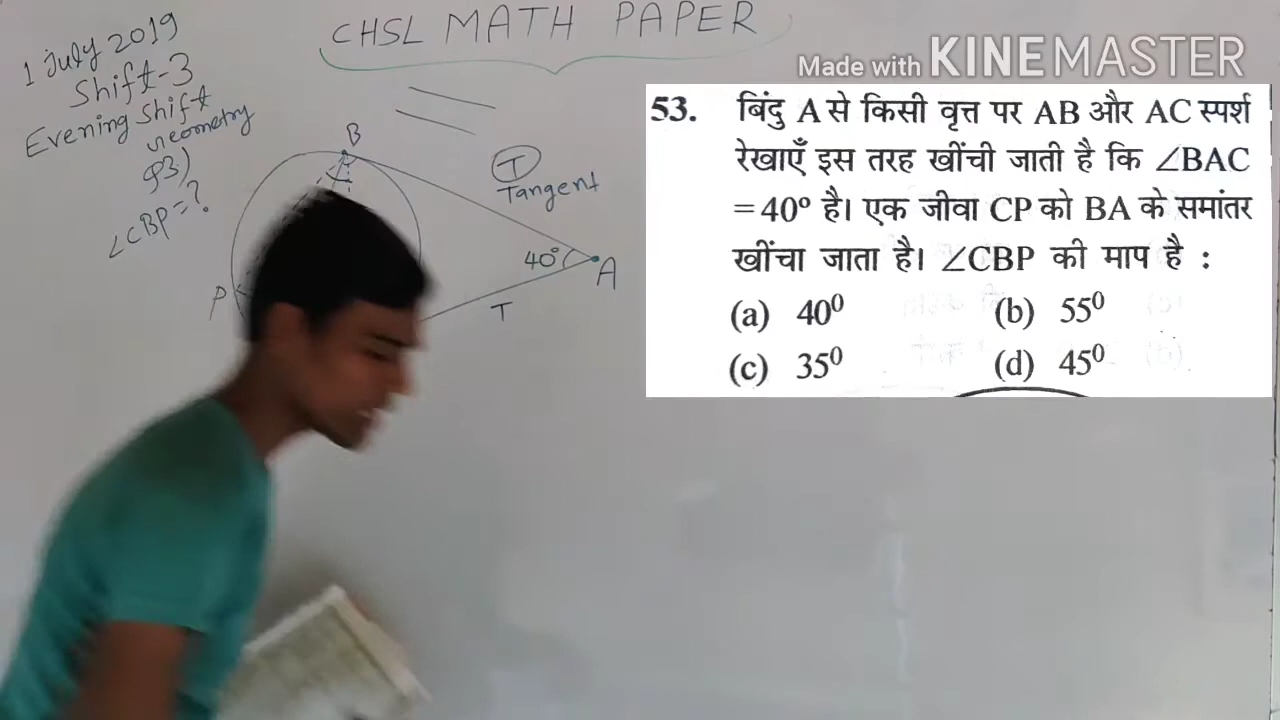 CHSL MATH PAPER
1 July 2019
Shift-3
Evening Shift
Geometry
∠CBP = ?
B
T
Tangent
40°
A
P
T
Made with KINEMASTER
53. बिंदु A से किसी वृत्त पर AB और AC स्पर्श
रेखाएँ इस तरह खींची जाती है कि ∠BAC
= 40° है। एक जीवा CP को BA के समांतर
खींचा जाता है। ∠CBP की माप है :
(a) 40⁰ (b) 55⁰
(c) 35⁰ (d) 45⁰